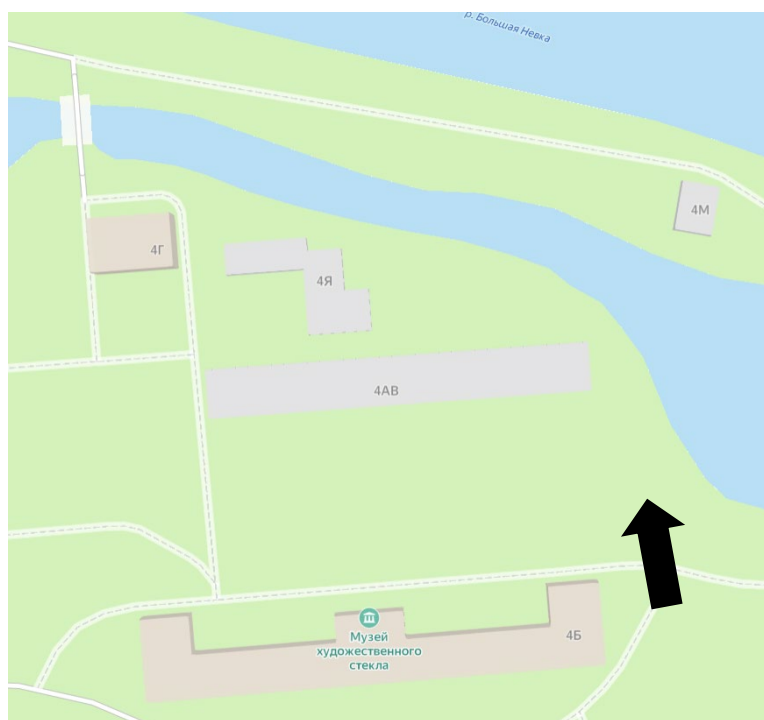 р. Большая Невка
4М
4Г
4Я
4АВ
4Б
Музей
художественного
стекла